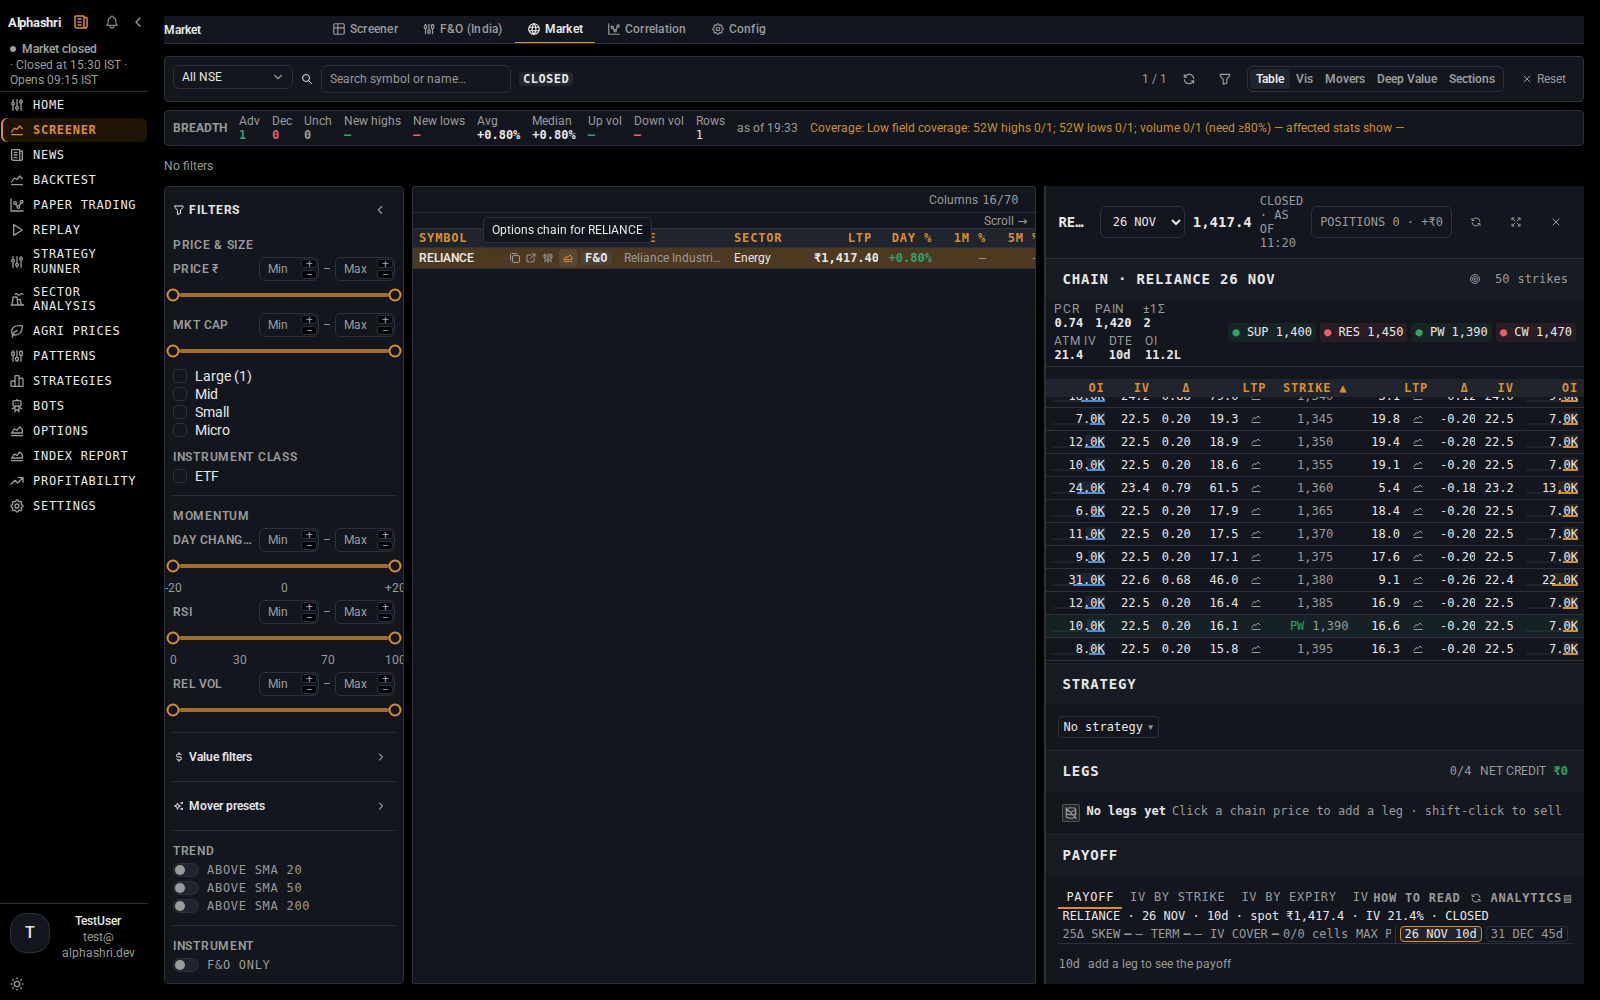 Alphashri
Market closed
· Closed at 15:30 IST ·
Opens 09:15 IST
HOME
SCREENER
NEWS
BACKTEST
PAPER TRADING
REPLAY
STRATEGY
RUNNER
SECTOR
ANALYSIS
AGRI PRICES
PATTERNS
STRATEGIES
BOTS
OPTIONS
INDEX REPORT
PROFITABILITY
SETTINGS
T
TestUser
test@
alphashri.dev
Market
Screener F&O (India) Market Correlation Config
All NSE Search symbol or name... CLOSED
1 / 1 Table Vis Movers Deep Value Sections Reset
BREADTH
Adv Dec Unch New highs New lows Avg Median Up vol Down vol Rows
1 0 0 — — +0.80% +0.80% — — 1
as of 19:33 Coverage: Low field coverage: 52W highs 0/1; 52W lows 0/1; volume 0/1 (need ≥80%) — affected stats show —
No filters
FILTERS
PRICE & SIZE
PRICE ₹ Min – Max
MKT CAP Min – Max
Large (1)
Mid
Small
Micro
INSTRUMENT CLASS
ETF
MOMENTUM
DAY CHANG... Min – Max
-20 0 +20
RSI Min – Max
0 30 70 100
REL VOL Min – Max
Value filters
Mover presets
TREND
ABOVE SMA 20
ABOVE SMA 50
ABOVE SMA 200
INSTRUMENT
F&O ONLY
Columns 16/70
Scroll →
Options chain for RELIANCE
SYMBOL SECTOR LTP DAY % 1M % 5M %
RELIANCE F&O Reliance Industri... Energy ₹1,417.40 +0.80% —
RE... 26 NOV 1,417.4
CLOSED
· AS
OF
11:20
POSITIONS 0 · +₹0
CHAIN · RELIANCE 26 NOV 50 strikes
PCR PAIN ±1Σ
0.74 1,420 2
ATM IV DTE OI
21.4 10d 11.2L
SUP 1,400 RES 1,450 PW 1,390 CW 1,470
OI IV Δ LTP STRIKE ▲ LTP Δ IV OI
7.0K 22.5 0.20 19.3 1,345 19.8 -0.20 22.5 7.0K
12.0K 22.5 0.20 18.9 1,350 19.4 -0.20 22.5 7.0K
10.0K 22.5 0.20 18.6 1,355 19.1 -0.20 22.5 7.0K
24.0K 23.4 0.79 61.5 1,360 5.4 -0.18 23.2 13.0K
6.0K 22.5 0.20 17.9 1,365 18.4 -0.20 22.5 7.0K
11.0K 22.5 0.20 17.5 1,370 18.0 -0.20 22.5 7.0K
9.0K 22.5 0.20 17.1 1,375 17.6 -0.20 22.5 7.0K
31.0K 22.6 0.68 46.0 1,380 9.1 -0.26 22.4 22.0K
12.0K 22.5 0.20 16.4 1,385 16.9 -0.20 22.5 7.0K
10.0K 22.5 0.20 16.1 PW 1,390 16.6 -0.20 22.5 7.0K
8.0K 22.5 0.20 15.8 1,395 16.3 -0.20 22.5 7.0K
STRATEGY
No strategy ▾
LEGS 0/4 NET CREDIT ₹0
No legs yet Click a chain price to add a leg · shift-click to sell
PAYOFF
PAYOFF IV BY STRIKE IV BY EXPIRY IV HOW TO READ ANALYTICS
RELIANCE · 26 NOV · 10d · spot ₹1,417.4 · IV 21.4% · CLOSED
25Δ SKEW — — TERM — — IV COVER — 0/0 cells MAX P 26 NOV 10d 31 DEC 45d
10d add a leg to see the payoff